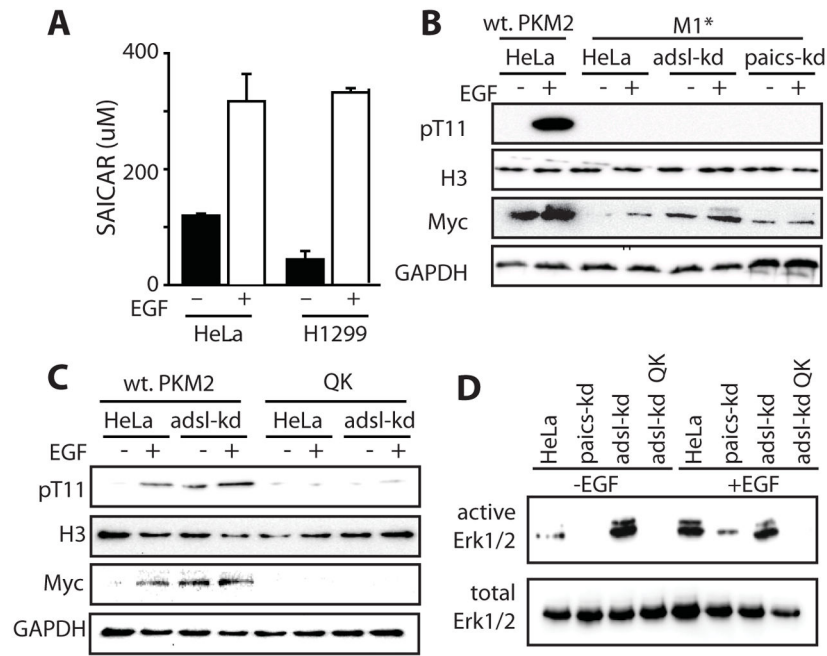 A
400
200
0
SAICAR (uM)
EGF
– + – +
HeLa H1299
B
wt. PKM2 M1*
HeLa HeLa adsl-kd paics-kd
EGF - + - + - + - +
pT11
H3
Myc
GAPDH
C
wt. PKM2 QK
HeLa adsl-kd HeLa adsl-kd
EGF - + - + - + - +
pT11
H3
Myc
GAPDH
D
HeLa
paics-kd
adsl-kd
adsl-kd QK
HeLa
paics-kd
adsl-kd
adsl-kd QK
-EGF +EGF
active
Erk1/2
total
Erk1/2